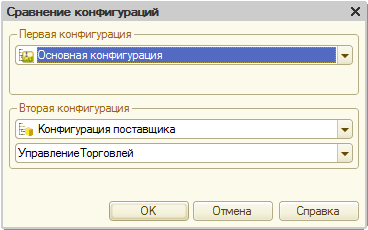 Сравнение конфигураций
Первая конфигурация
Основная конфигурация
Вторая конфигурация
Конфигурация поставщика
УправлениеТорговлей
ОК
Отмена
Справка